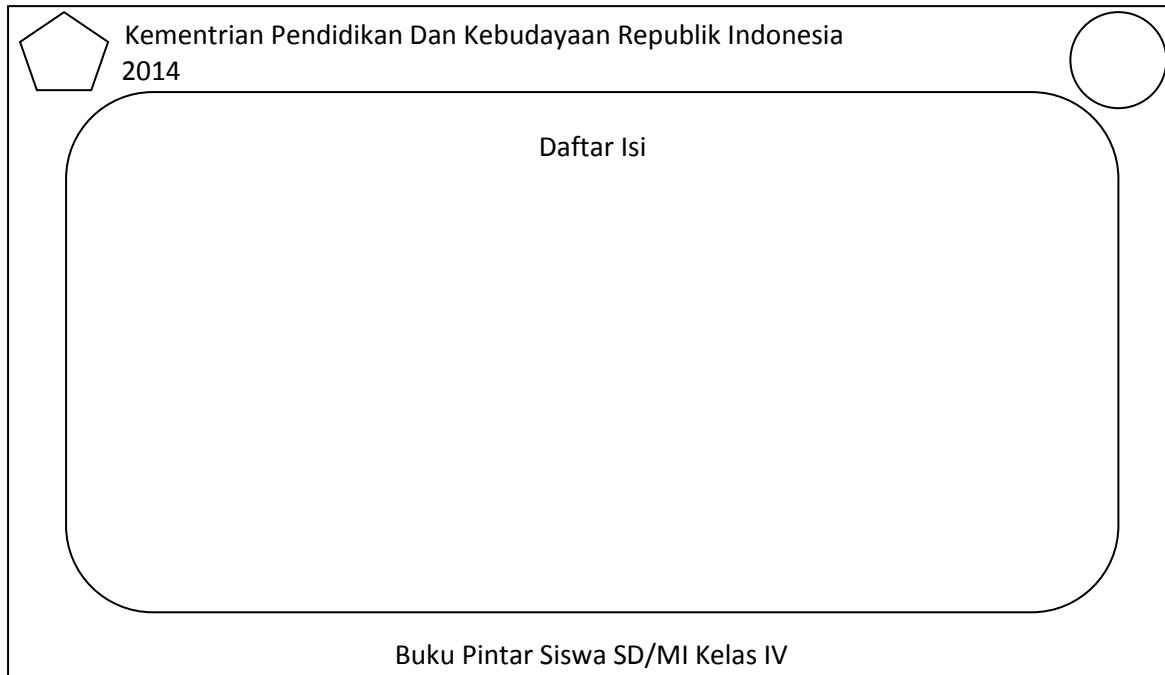 Kementrian Pendidikan Dan Kebudayaan Republik Indonesia
2014
Daftar Isi
Buku Pintar Siswa SD/MI Kelas IV